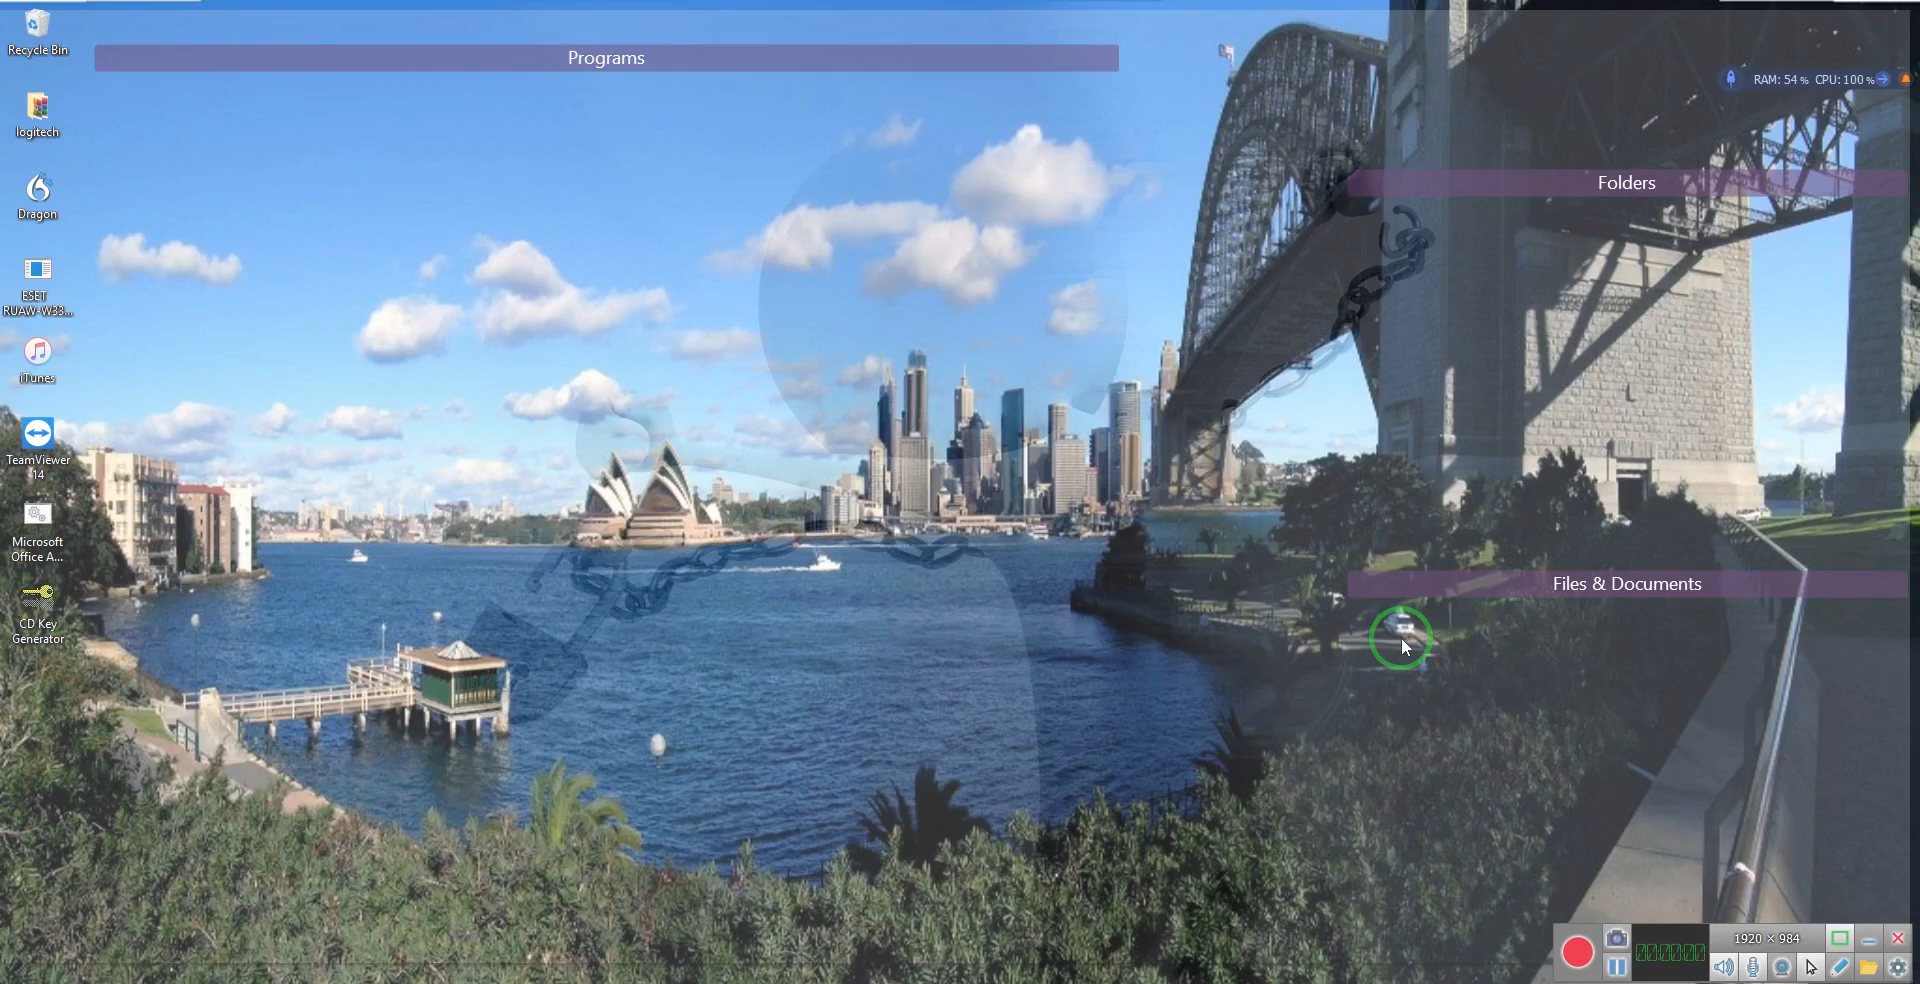 Recycle Bin
Programs
RAM: 54 % CPU: 100 %
logitech
Folders
Dragon
ESET
RUAW-W33...
iTunes
TeamViewer
14
Microsoft
Office A...
Files & Documents
CD Key
Generator
1920 × 984
000000